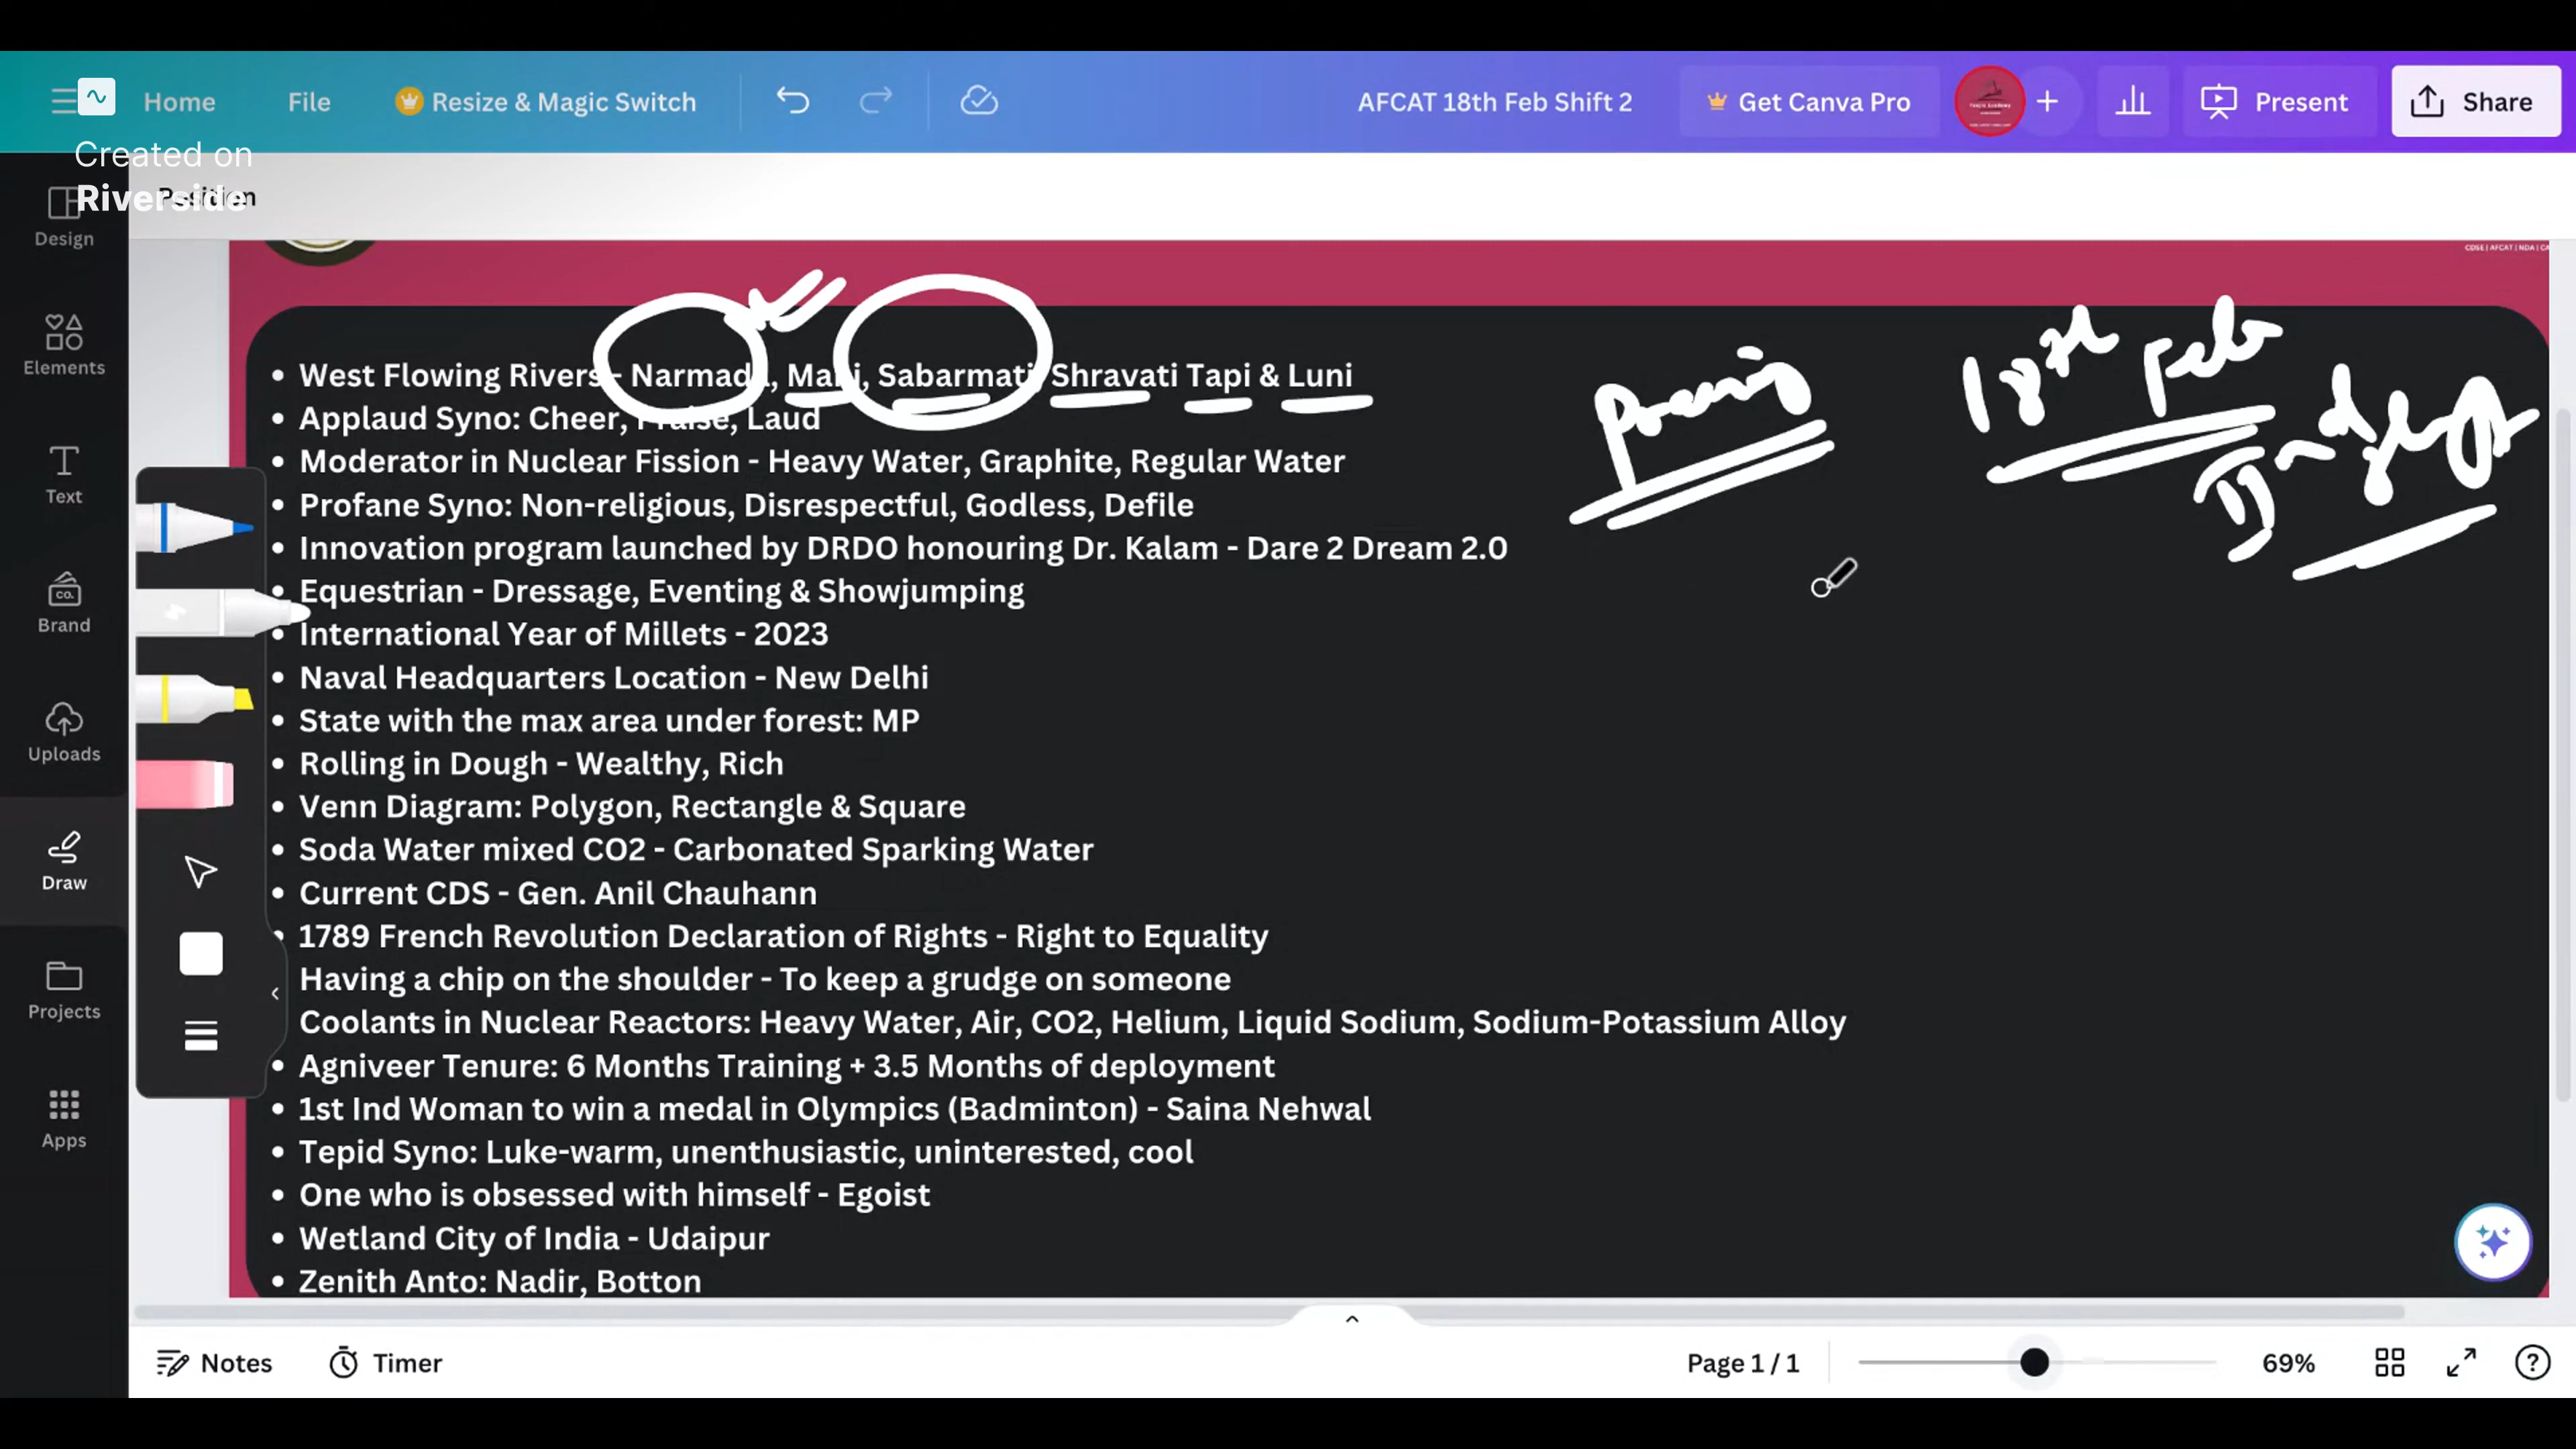 Home File Resize & Magic Switch AFCAT 18th Feb Shift 2 Get Canva Pro Present Share
Created on
Riverside
Position
Design
Elements
Text
Brand
Uploads
Draw
Projects
Apps
CDSE | AFCAT | NDA | CA
18th Feb
• West Flowing Rivers - Narmada, Mahi, Sabarmati, Shravati Tapi & Luni
• Applaud Syno: Cheer, Praise, Laud
• Moderator in Nuclear Fission - Heavy Water, Graphite, Regular Water
• Profane Syno: Non-religious, Disrespectful, Godless, Defile
• Innovation program launched by DRDO honouring Dr. Kalam - Dare 2 Dream 2.0
• Equestrian - Dressage, Eventing & Showjumping
• International Year of Millets - 2023
• Naval Headquarters Location - New Delhi
• State with the max area under forest: MP
• Rolling in Dough - Wealthy, Rich
• Venn Diagram: Polygon, Rectangle & Square
• Soda Water mixed CO2 - Carbonated Sparking Water
• Current CDS - Gen. Anil Chauhann
• 1789 French Revolution Declaration of Rights - Right to Equality
Having a chip on the shoulder - To keep a grudge on someone
Coolants in Nuclear Reactors: Heavy Water, Air, CO2, Helium, Liquid Sodium, Sodium-Potassium Alloy
• Agniveer Tenure: 6 Months Training + 3.5 Months of deployment
• 1st Ind Woman to win a medal in Olympics (Badminton) - Saina Nehwal
• Tepid Syno: Luke-warm, unenthusiastic, uninterested, cool
• One who is obsessed with himself - Egoist
• Wetland City of India - Udaipur
• Zenith Anto: Nadir, Botton
Notes Timer Page 1 / 1 69%